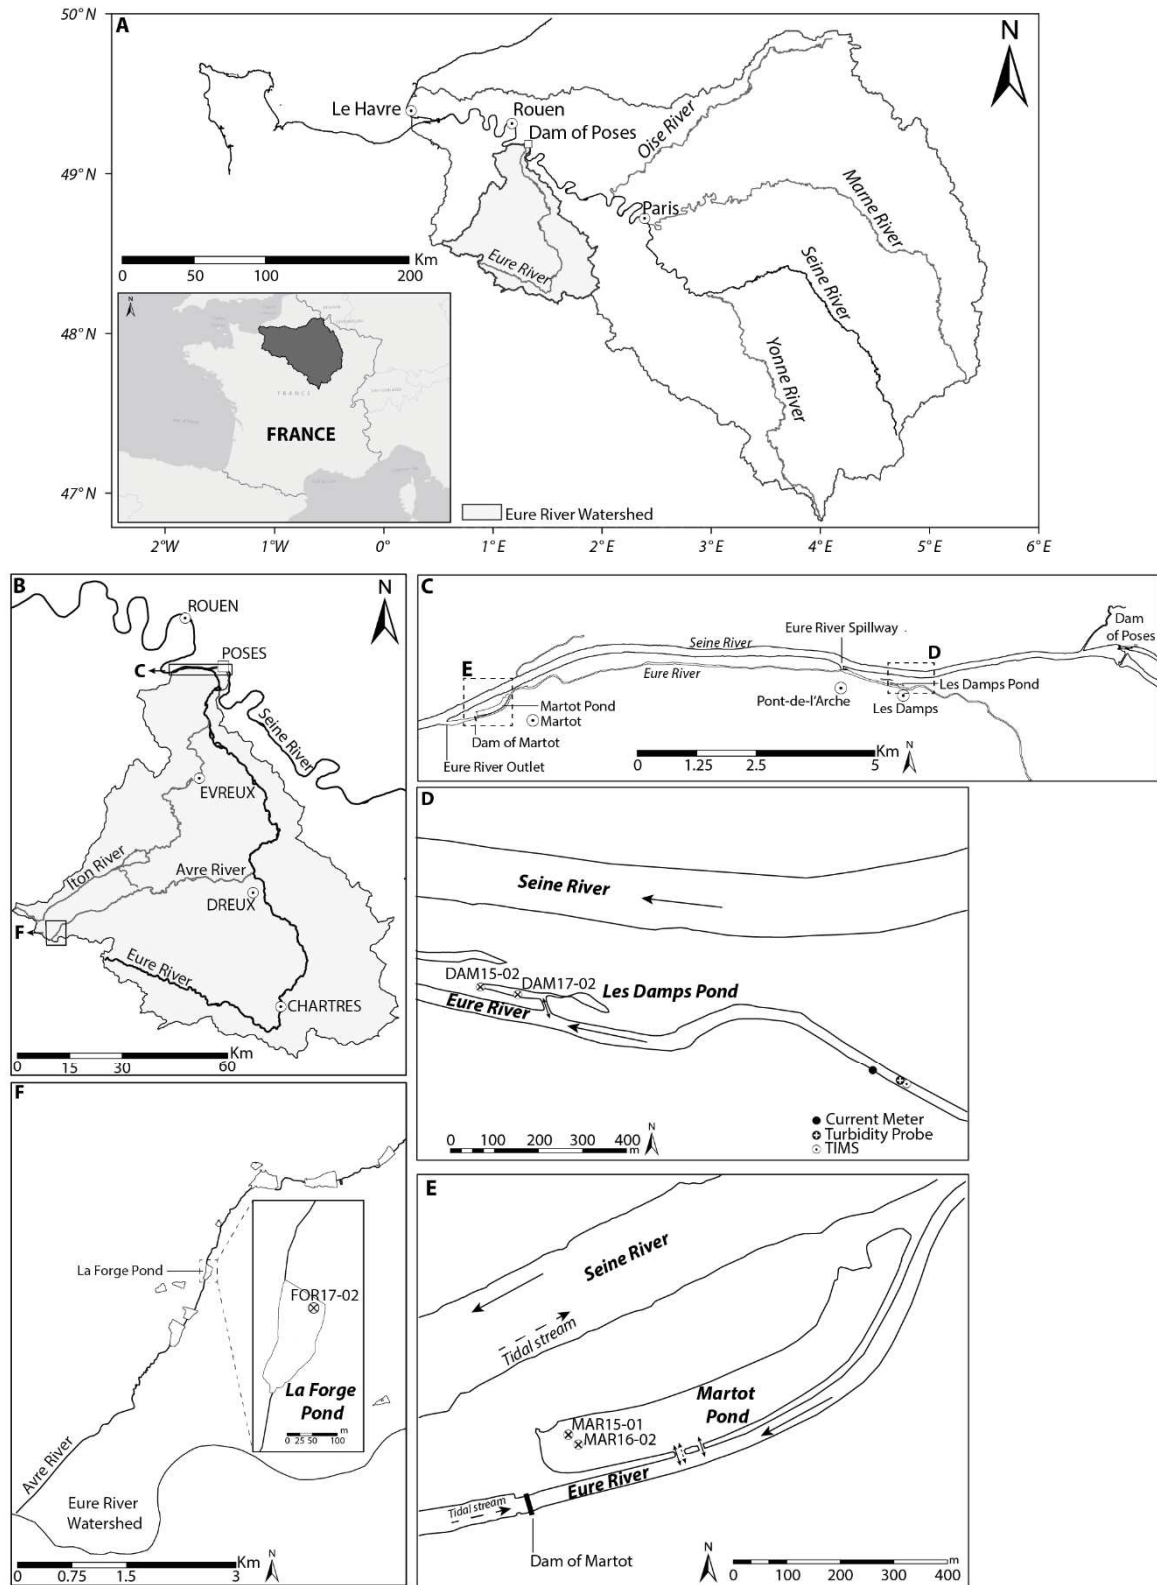 A
50° N
49° N
48° N
47° N
2°W
1°W
0°
1° E
2° E
3° E
4° E
5° E
6° E
N
Le Havre
Rouen
Dam of Poses
Oise River
Marne River
Paris
Seine River
Eure River
Yonne River
Km
0 50 100 200
N
FRANCE
FRANCE
Eure River Watershed
B
N
ROUEN
POSES
C
Seine River
EVREUX
Iton River
Avre River
DREUX
F
Eure River
CHARTRES
Km
0 15 30 60
C
Dam
of Poses
Eure River Spillway
Seine River
D
E
Eure River
Les Damps Pond
Martot Pond
Pont-de-l'Arche
Les Damps
Martot
Dam of Martot
Eure River Outlet
Km
0 1.25 2.5 5
N
D
Seine River
DAM15-02
DAM17-02
Les Damps Pond
Eure River
Current Meter
Turbidity Probe
TIMS
0 100 200 300 400
m
N
F
La Forge Pond
FOR17-02
La Forge
Pond
m
0 25 50 100
Avre River
Eure River
Watershed
Km
0 0.75 1.5 3
N
E
Seine River
Tidal stream
Martot
Pond
MAR15-01
MAR16-02
Eure River
Tidal stream
Dam of Martot
N
m
0 100 200 300 400